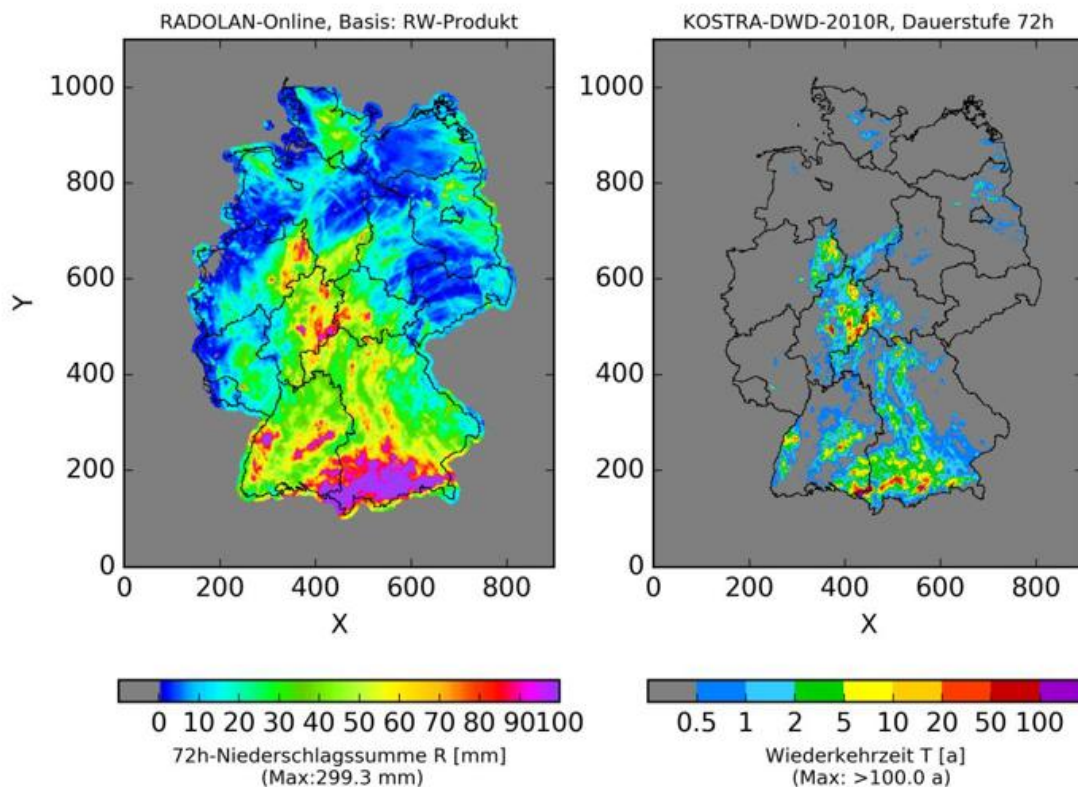 RADOLAN-Online, Basis: RW-Produkt
KOSTRA-DWD-2010R, Dauerstufe 72h
1000
800
600
400
200
0
Y
0 200 400 600 800
X
1000
800
600
400
200
0
0 200 400 600 800
X
0 10 20 30 40 50 60 70 80 90 100
72h-Niederschlagssumme R [mm]
(Max:299.3 mm)
0.5 1 2 5 10 20 50 100
Wiederkehrzeit T [a]
(Max: >100.0 a)